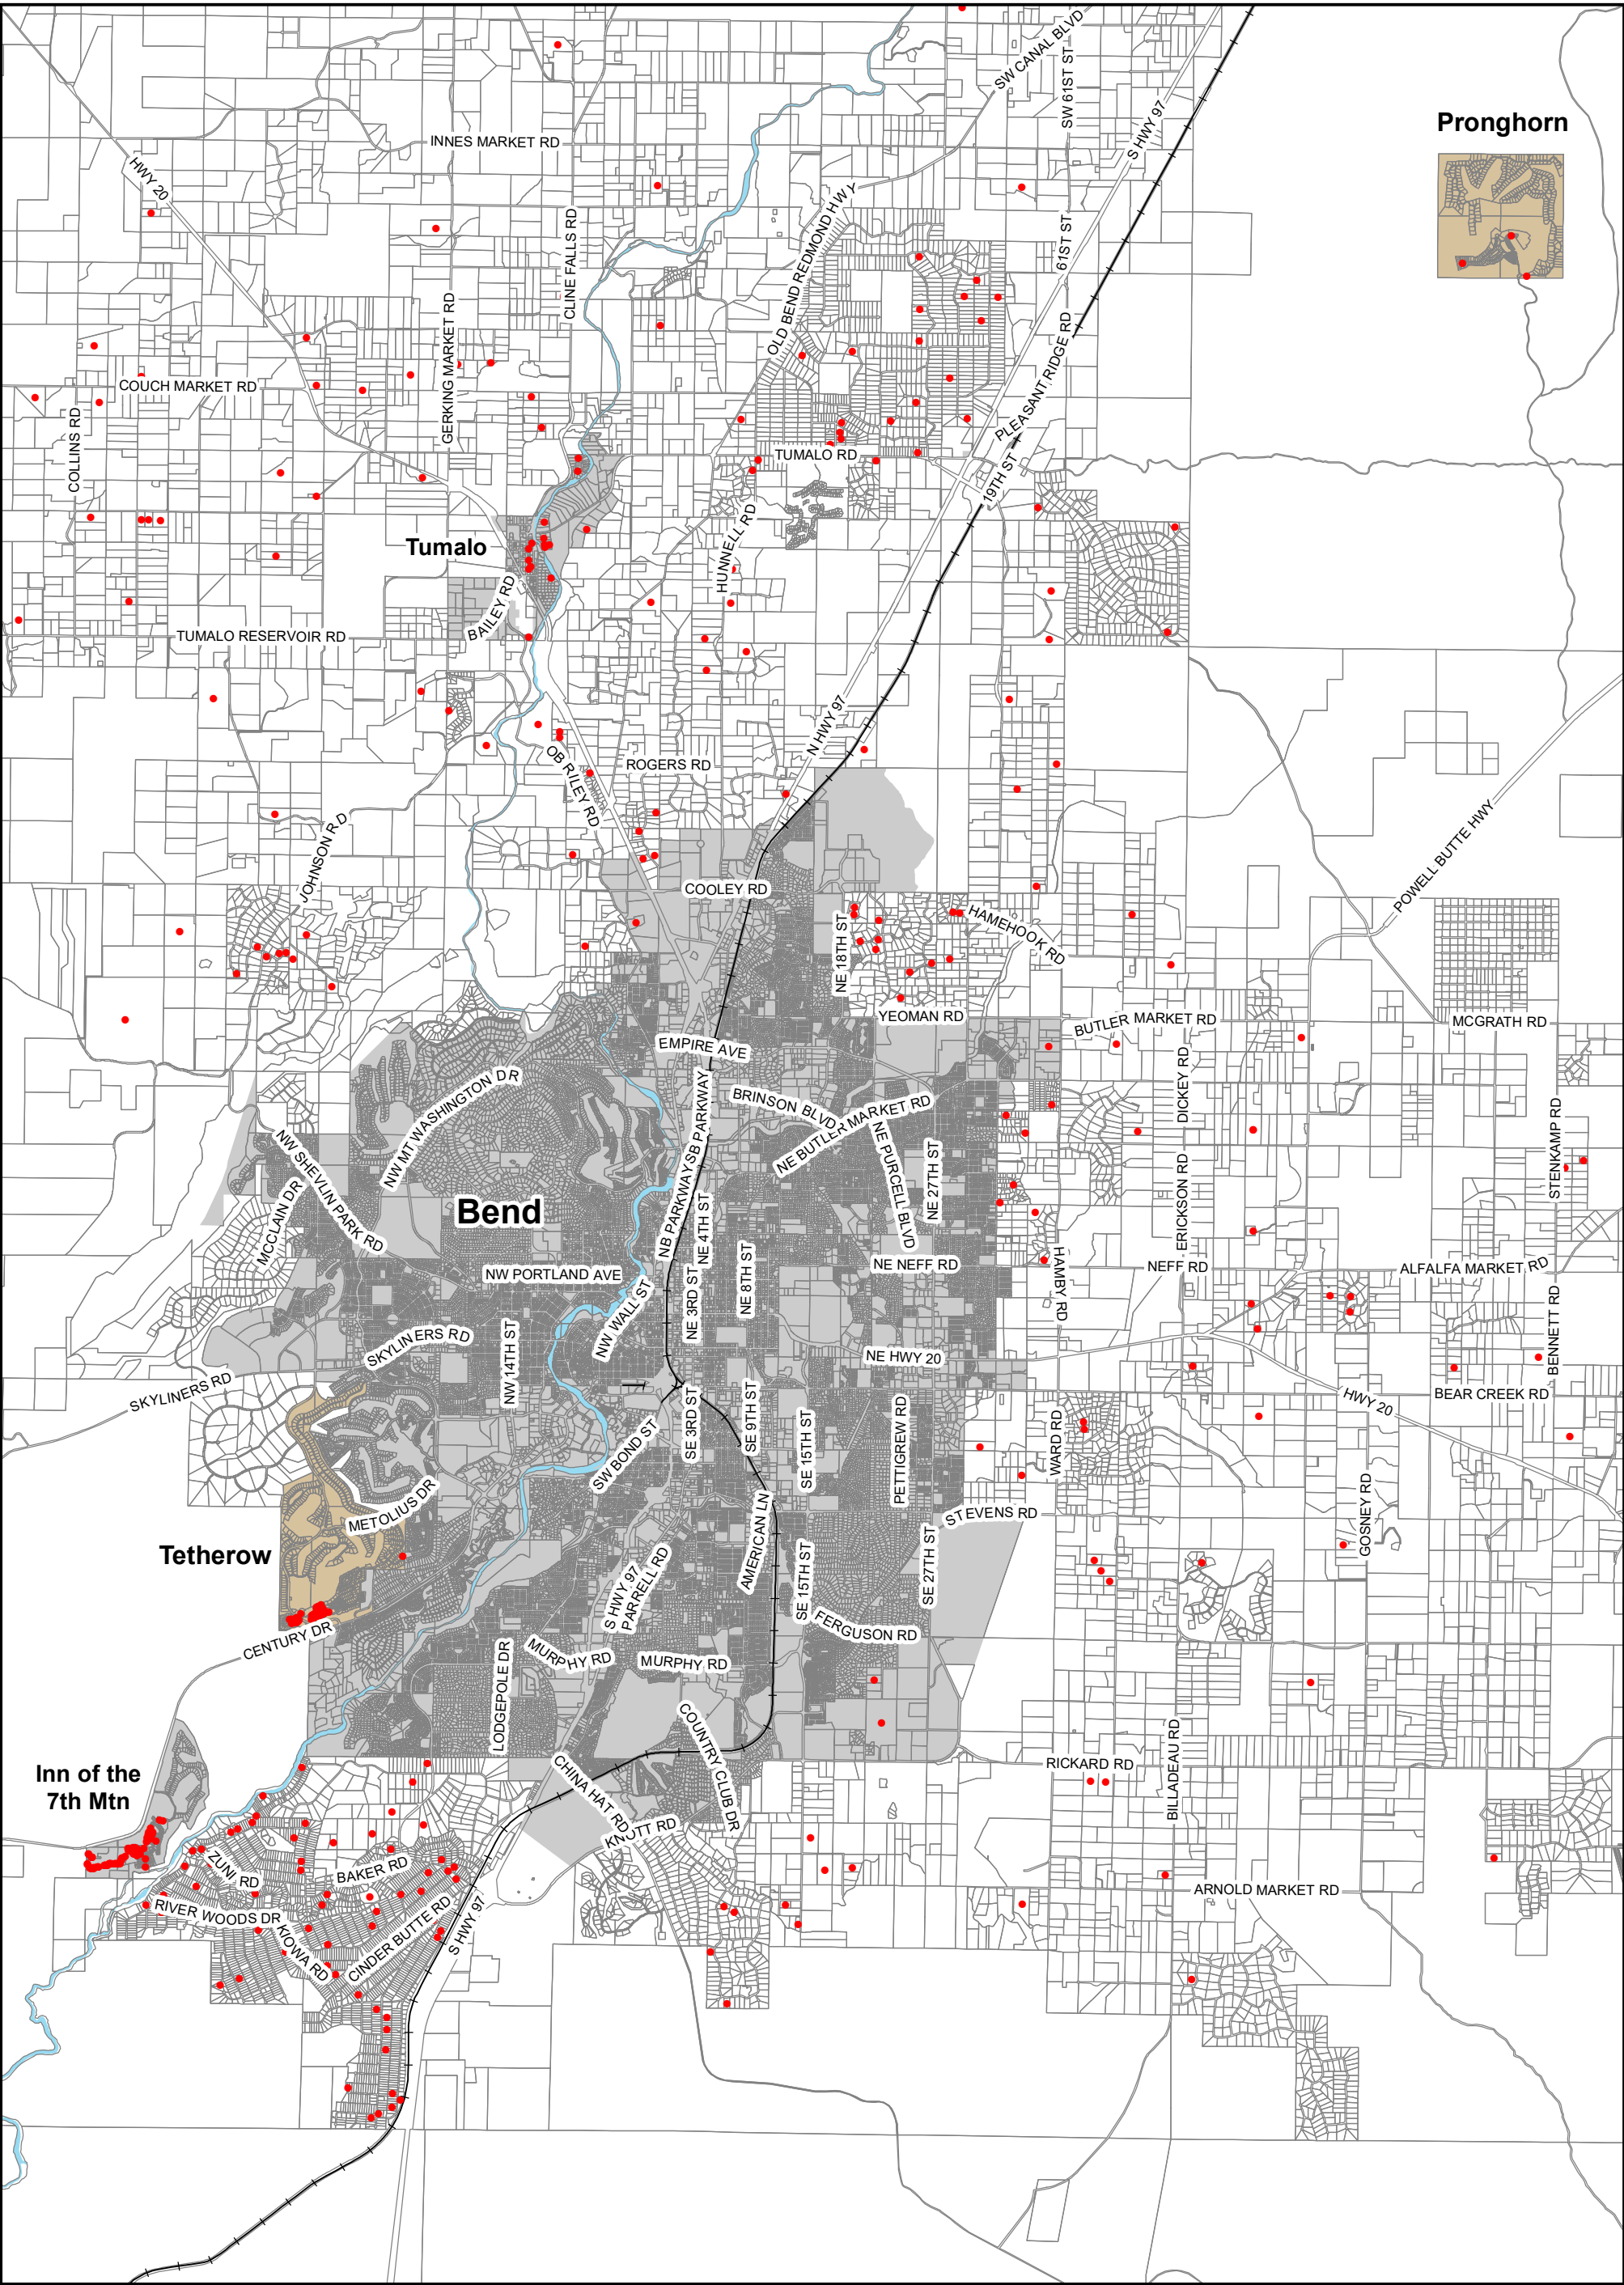 SW CANAL BLVD
SW 61ST ST
S HWY 97
Pronghorn
INNES MARKET RD
HWY 20
OLD BEND REDMOND HWY
CLINE FALLS RD
61ST ST
GERKING MARKET RD
PLEASANT RIDGE RD
COUCH MARKET RD
COLLINS RD
TUMALO RD
19TH ST
Tumalo
HUNNELL RD
BAILEY RD
TUMALO RESERVOIR RD
N HWY 97
OB RILEY RD
ROGERS RD
JOHNSON RD
POWELL BUTTE HWY
COOLEY RD
NE 18TH ST
HAMEHOOK RD
YEOMAN RD
BUTLER MARKET RD
MCGRATH RD
EMPIRE AVE
DICKEY RD
NW MT WASHINGTON DR
SB PARKWAY
BRINSON BLVD
NE BUTLER MARKET RD
STENKAMP RD
NW SHEVLIN PARK RD
NE PURCELL BLVD
NE 27TH ST
MCCLAIN DR
Bend
NB PARKWAY
NE 4TH ST
ERICKSON RD
NE 8TH ST
NE NEFF RD
HAMBY RD
NEFF RD
ALFALFA MARKET RD
NW PORTLAND AVE
NE 3RD ST
NW WALL ST
BENNETT RD
SKYLINERS RD
NW 14TH ST
NE HWY 20
SKYLINERS RD
HWY 20
BEAR CREEK RD
SE 3RD ST
SE 9TH ST
SE 15TH ST
PETTIGREW RD
WARD RD
SW BOND ST
METOLIUS DR
GOSNEY RD
STEVENS RD
AMERICAN LN
Tetherow
SE 15TH ST
SE 27TH ST
S HWY 97
PARRELL RD
CENTURY DR
FERGUSON RD
MURPHY RD
MURPHY RD
LODGEPOLE DR
COUNTRY CLUB DR
BILLADEAU RD
RICKARD RD
Inn of the
7th Mtn
CHINA HAT RD
KNOTT RD
ZUNI RD
BAKER RD
ARNOLD MARKET RD
RIVER WOODS DR
KIOWA RD
CINDER BUTTE RD
S HWY 97